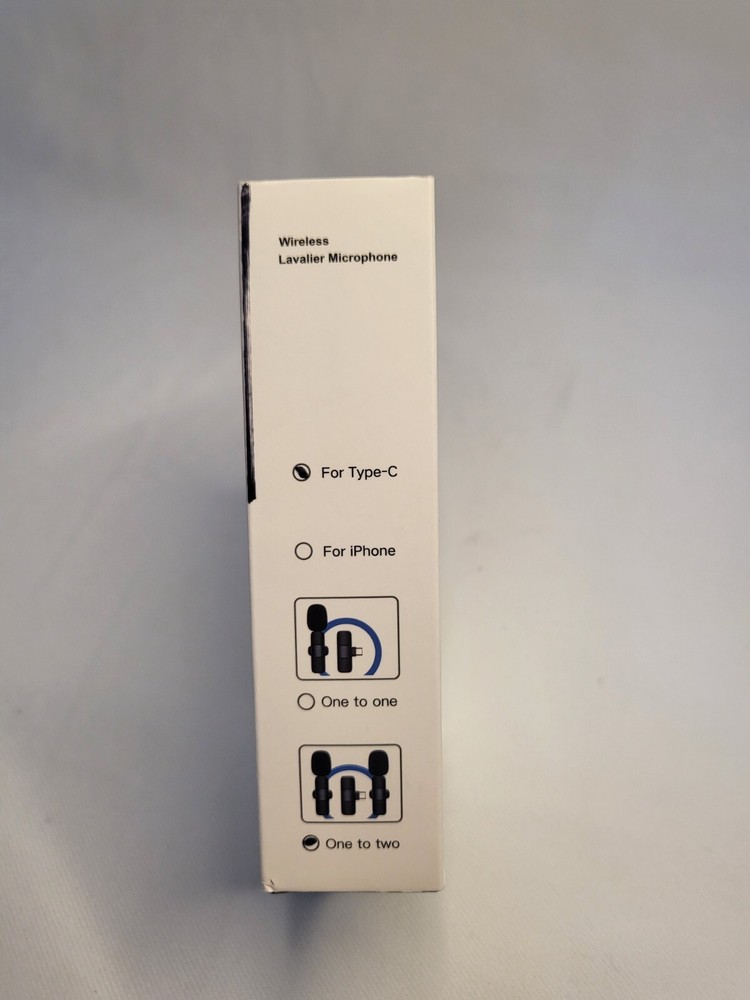 Wireless
Lavalier Microphone
For Type-C
For iPhone
One to one
One to two